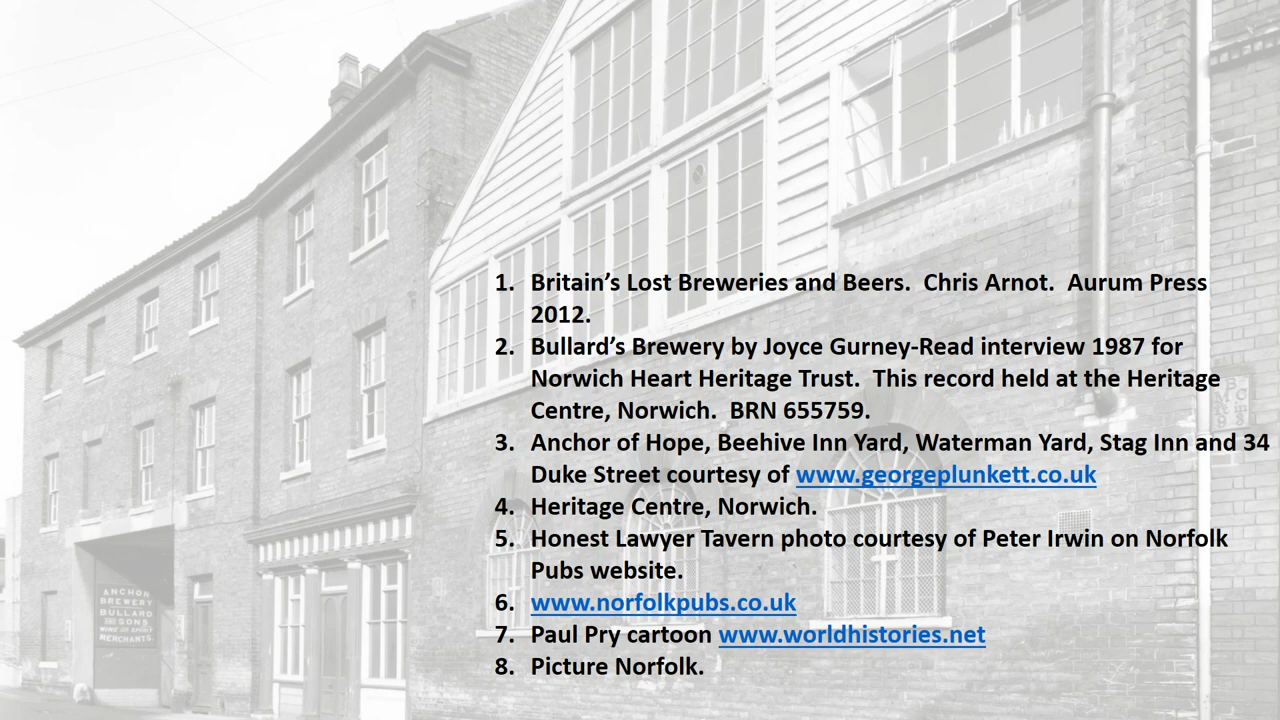 1. Britain’s Lost Breweries and Beers.  Chris Arnot.  Aurum Press
2012.
2. Bullard’s Brewery by Joyce Gurney-Read interview 1987 for
Norwich Heart Heritage Trust.  This record held at the Heritage
Centre, Norwich.  BRN 655759.
3. Anchor of Hope, Beehive Inn Yard, Waterman Yard, Stag Inn and 34
Duke Street courtesy of www.georgeplunkett.co.uk
4. Heritage Centre, Norwich.
5. Honest Lawyer Tavern photo courtesy of Peter Irwin on Norfolk
Pubs website.
6. www.norfolkpubs.co.uk
7. Paul Pry cartoon www.worldhistories.net
8. Picture Norfolk.
ANCHOR
BREWERY
BULLARD
AND SONS
WINE AND SPIRIT
MERCHANTS.